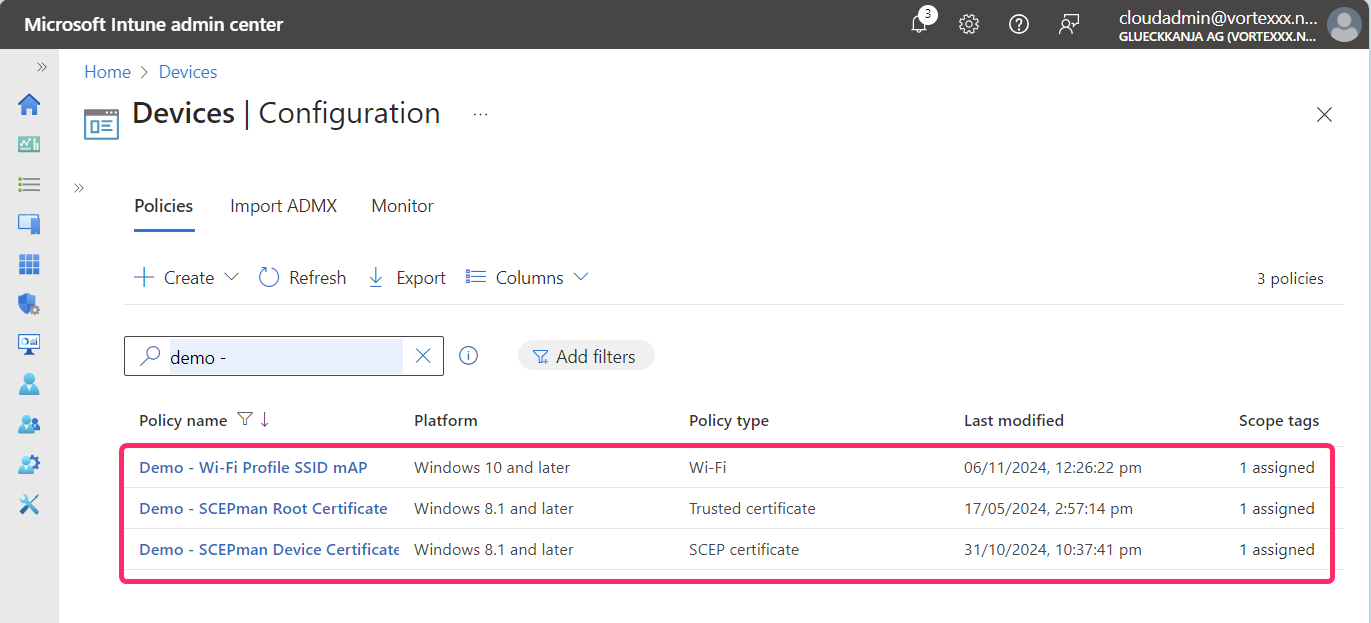 Microsoft Intune admin center
3
cloudadmin@vortexxx.n...
GLUECKKANJA AG (VORTEXXX.N...
Home > Devices
Devices | Configuration ...
Policies Import ADMX Monitor
Create Refresh Export Columns 3 policies
demo - Add filters
Policy name Platform Policy type Last modified Scope tags
Demo - Wi-Fi Profile SSID mAP Windows 10 and later Wi-Fi 06/11/2024, 12:26:22 pm 1 assigned
Demo - SCEPman Root Certificate Windows 8.1 and later Trusted certificate 17/05/2024, 2:57:14 pm 1 assigned
Demo - SCEPman Device Certificate Windows 8.1 and later SCEP certificate 31/10/2024, 10:37:41 pm 1 assigned